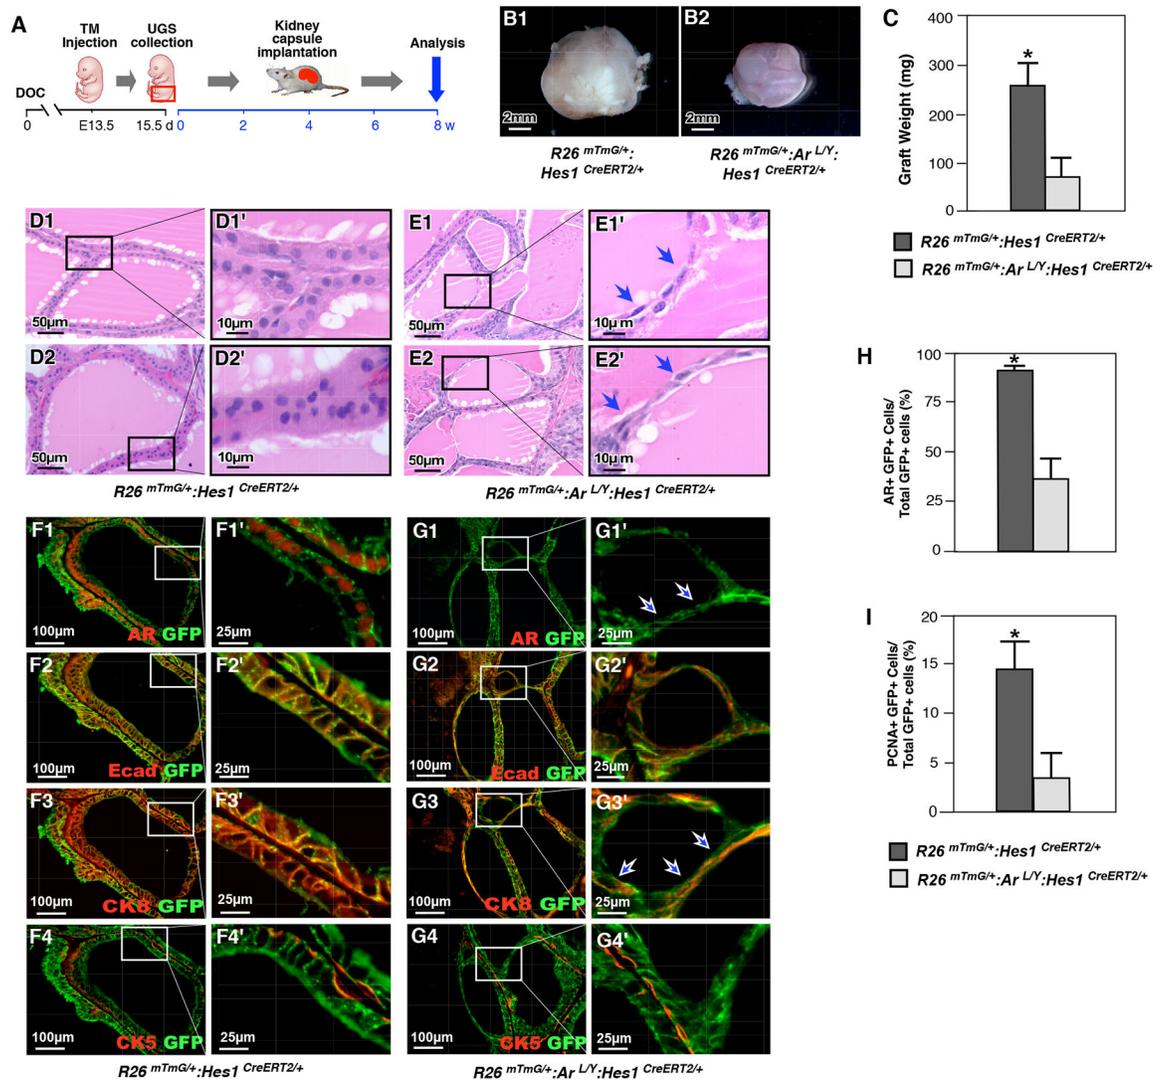 A
TM
Injection
UGS
collection
Kidney
capsule
implantation
Analysis
DOC
0
E13.5
15.5 d
0
2
4
6
8 w
B1
2mm
B2
2mm
R26 mTmG/+:
Hes1 CreERT2/+
R26 mTmG/+:Ar L/Y:
Hes1 CreERT2/+
C
Graft Weight (mg)
400
300
200
100
0
*
R26 mTmG/+:Hes1 CreERT2/+
R26 mTmG/+:Ar L/Y:Hes1 CreERT2/+
D1
50µm
D1'
10µm
E1
50µm
E1'
10µ m
D2
50µm
D2'
10µm
E2
50µm
E2'
10µ m
R26 mTmG/+:Hes1 CreERT2/+
R26 mTmG/+:Ar L/Y:Hes1 CreERT2/+
F1
100µm
AR GFP
F1'
25µm
G1
100µm
AR GFP
G1'
25µm
F2
100µm
Ecad GFP
F2'
25µm
G2
100µm
Ecad GFP
G2'
25µm
F3
100µm
CK8 GFP
F3'
25µm
G3
100µm
CK8 GFP
G3'
25µm
F4
100µm
CK5 GFP
F4'
25µm
G4
100µm
CK5 GFP
G4'
25µm
R26 mTmG/+:Hes1 CreERT2/+
R26 mTmG/+:Ar L/Y:Hes1 CreERT2/+
H
AR+ GFP+ Cells/
Total GFP+ cells (%)
100
75
50
25
0
*
I
PCNA+ GFP+ Cells/
Total GFP+ cells (%)
20
15
10
5
0
*
R26 mTmG/+:Hes1 CreERT2/+
R26 mTmG/+:Ar L/Y:Hes1 CreERT2/+